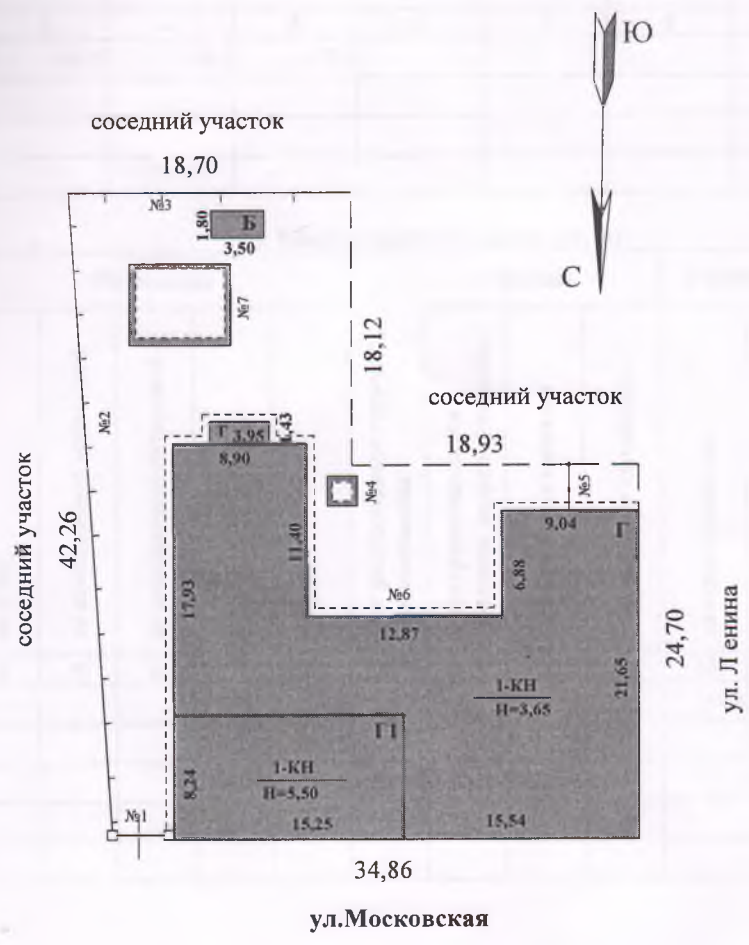 Ю
соседний участок
18,70
№3
1,80
Б
3,50
№7
С
18,12
№2
соседний участок
Г 3,95
8,90
18,93
№4
№5
9,04
Г
соседний участок
42,26
11,40
6,88
17,93
№6
12,87
24,70
ул. Л енина
21,65
1-КН
Н=3,65
Г1
1-КН
Н=5,50
8,24
15,25
15,54
№1
34,86
ул.Московская